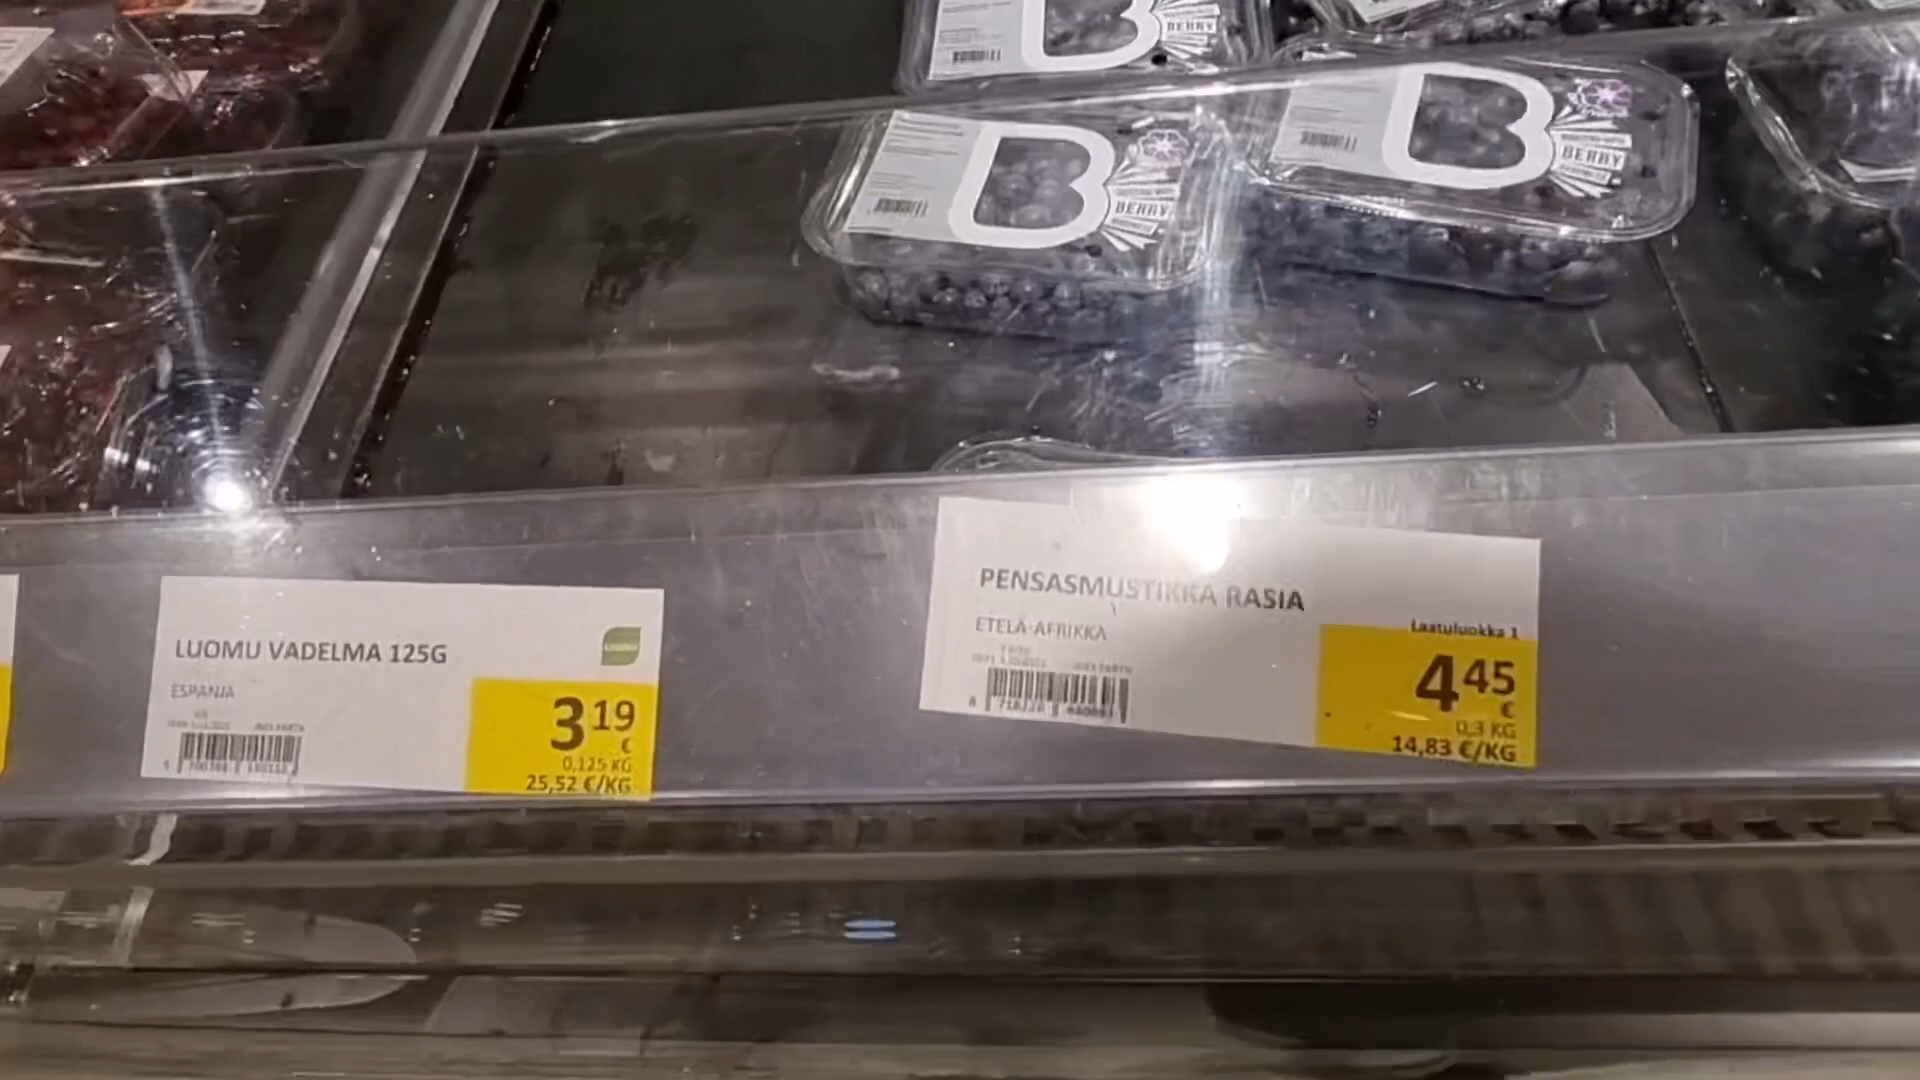 BERRY
BERRY
BERRY
LUOMU VADELMA 125G
ESPANJA
3 19
€
0,125 KG
25,52 €/KG
PENSASMUSTIKKA RASIA
ETELÄ-AFRIKKA
Laatuluokka 1
4 45
€
0,3 KG
14,83 €/KG